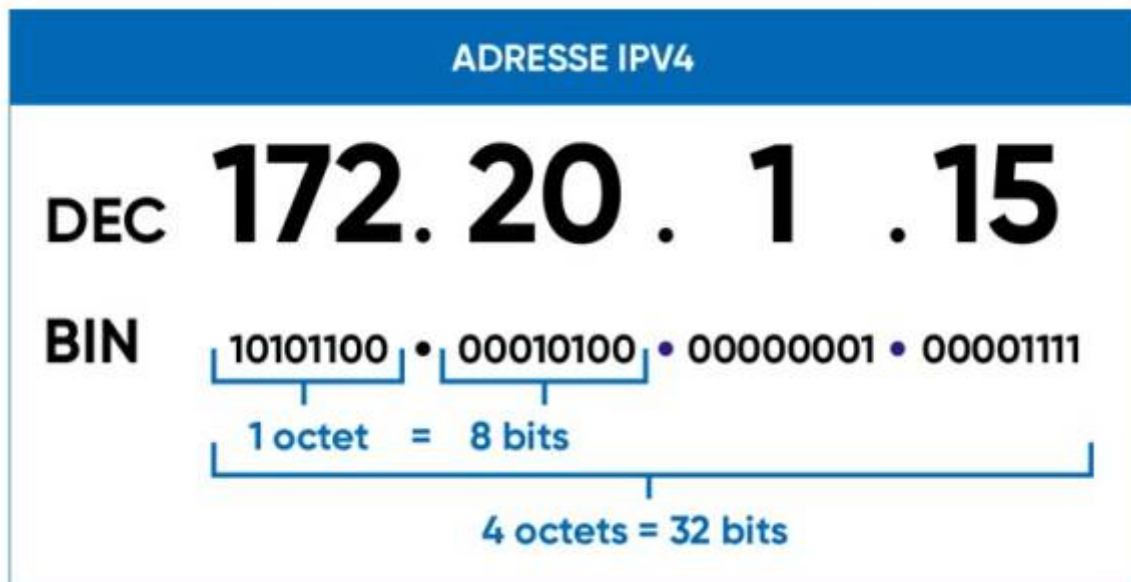 ADRESSE IPV4
DEC 172. 20 . 1 . 15
BIN 10101100 • 00010100 • 00000001 • 00001111
1 octet = 8 bits
4 octets = 32 bits